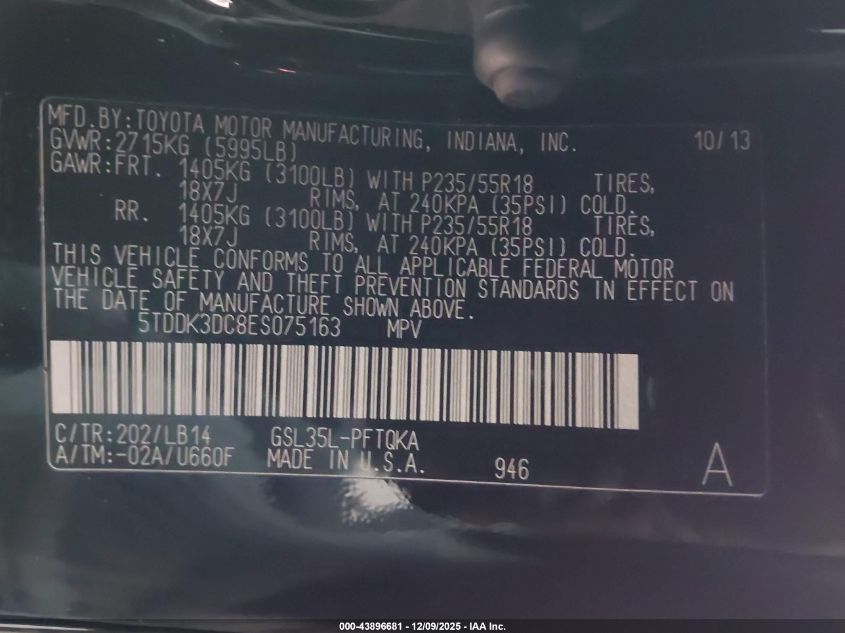 MFD.BY:TOYOTA MOTOR MANUFACTURING, INDIANA, INC. 10/13
GVWR:2715KG (5995LB)
GAWR:FRT. 1405KG (3100LB) WITH P235/55R18 TIRES,
18X7J RIMS, AT 240KPA (35PSI) COLD.
RR. 1405KG (3100LB) WITH P235/55R18 TIRES,
18X7J RIMS, AT 240KPA (35PSI) COLD.
THIS VEHICLE CONFORMS TO ALL APPLICABLE FEDERAL MOTOR
VEHICLE SAFETY AND THEFT PREVENTION STANDARDS IN EFFECT ON
THE DATE OF MANUFACTURE SHOWN ABOVE.
5TDDK3DC8ES075163 MPV
C/TR:202/LB14 GSL35L-PFTQKA
A/TM:-02A/U660F MADE IN U.S.A. 946 A
000-43896681 - 12/09/2025 - IAA Inc.